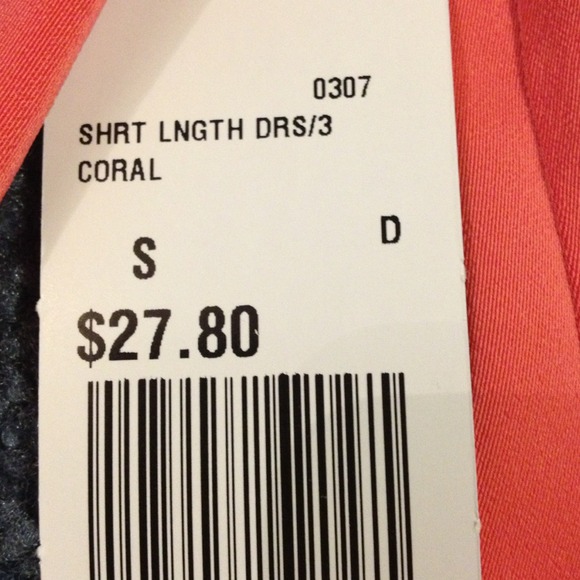 0307
SHRT LNGTH DRS/3
CORAL
S D
$27.80